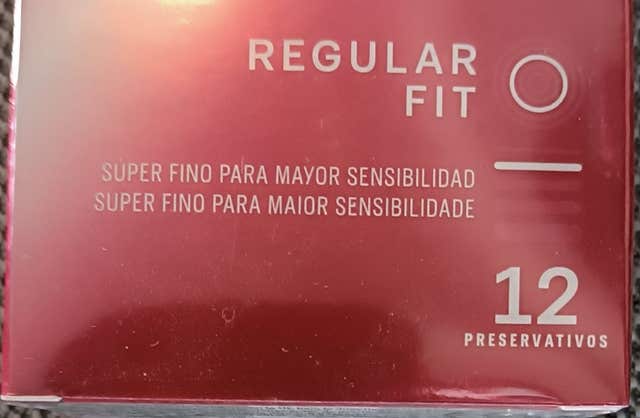 REGULAR
FIT
SUPER FINO PARA MAYOR SENSIBILIDAD
SUPER FINO PARA MAIOR SENSIBILIDADE
12
PRESERVATIVOS